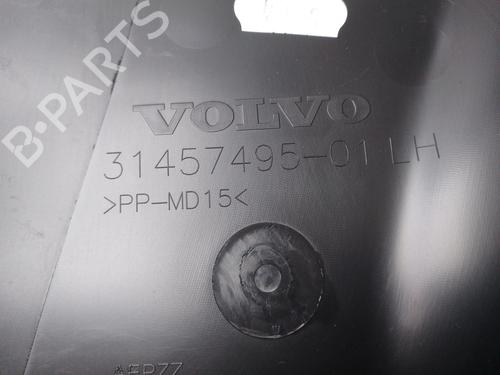 B-PARTS
VOLVO
31457495-01 LH
>PP-MD15<